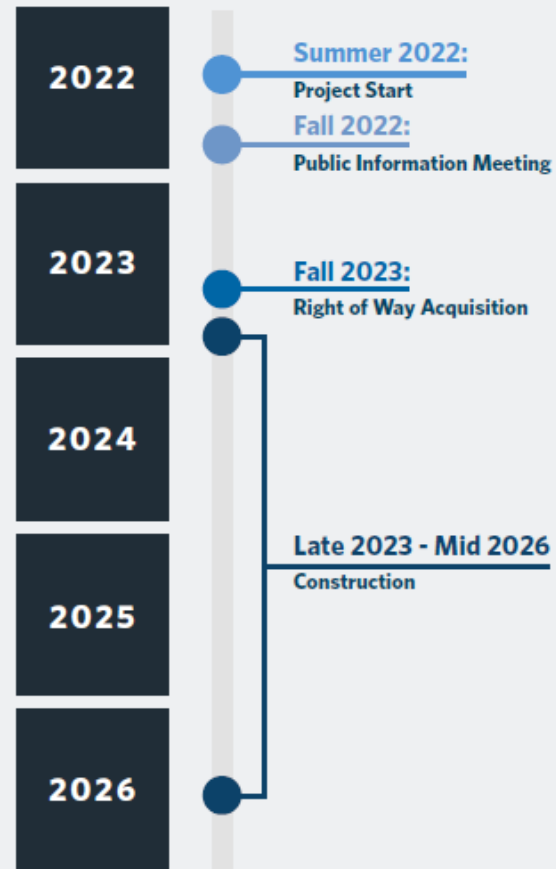 2022
Summer 2022:
Project Start
Fall 2022:
Public Information Meeting
2023
Fall 2023:
Right of Way Acquisition
2024
Late 2023 - Mid 2026
Construction
2025
2026